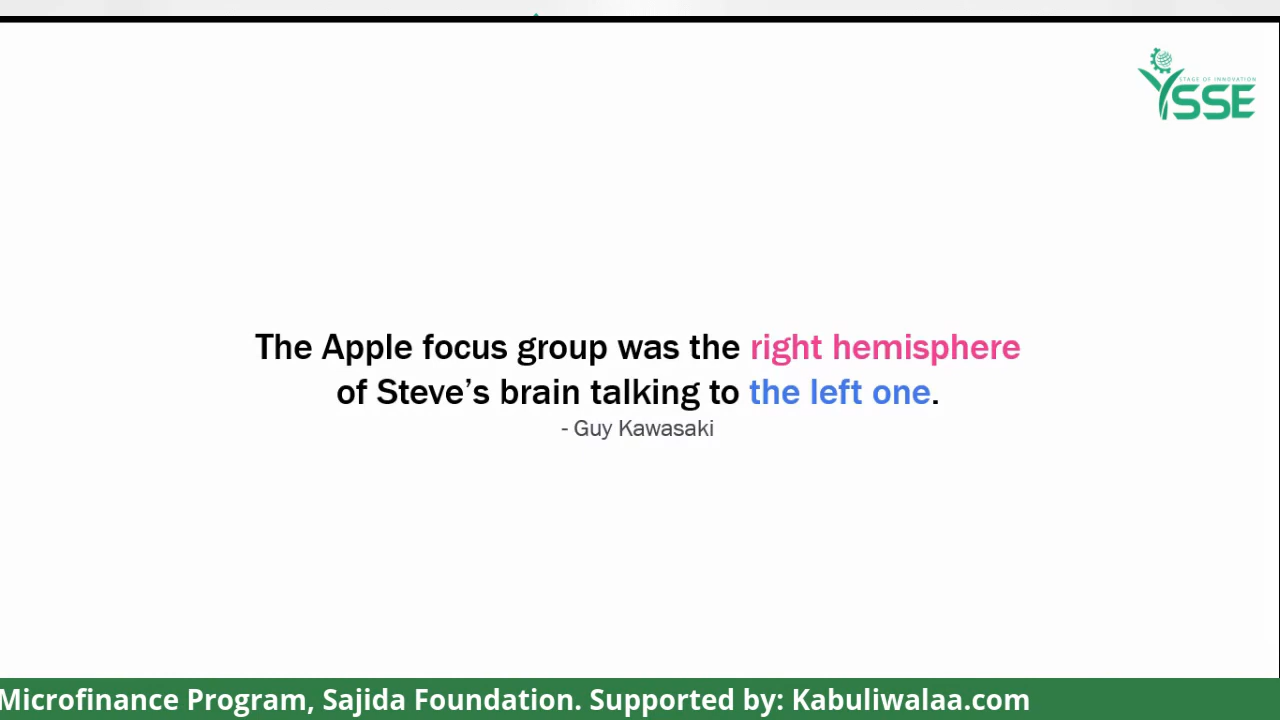 STAGE OF INNOVATION
YSSE
The Apple focus group was the right hemisphere
of Steve’s brain talking to the left one.
- Guy Kawasaki
Microfinance Program, Sajida Foundation. Supported by: Kabuliwalaa.com